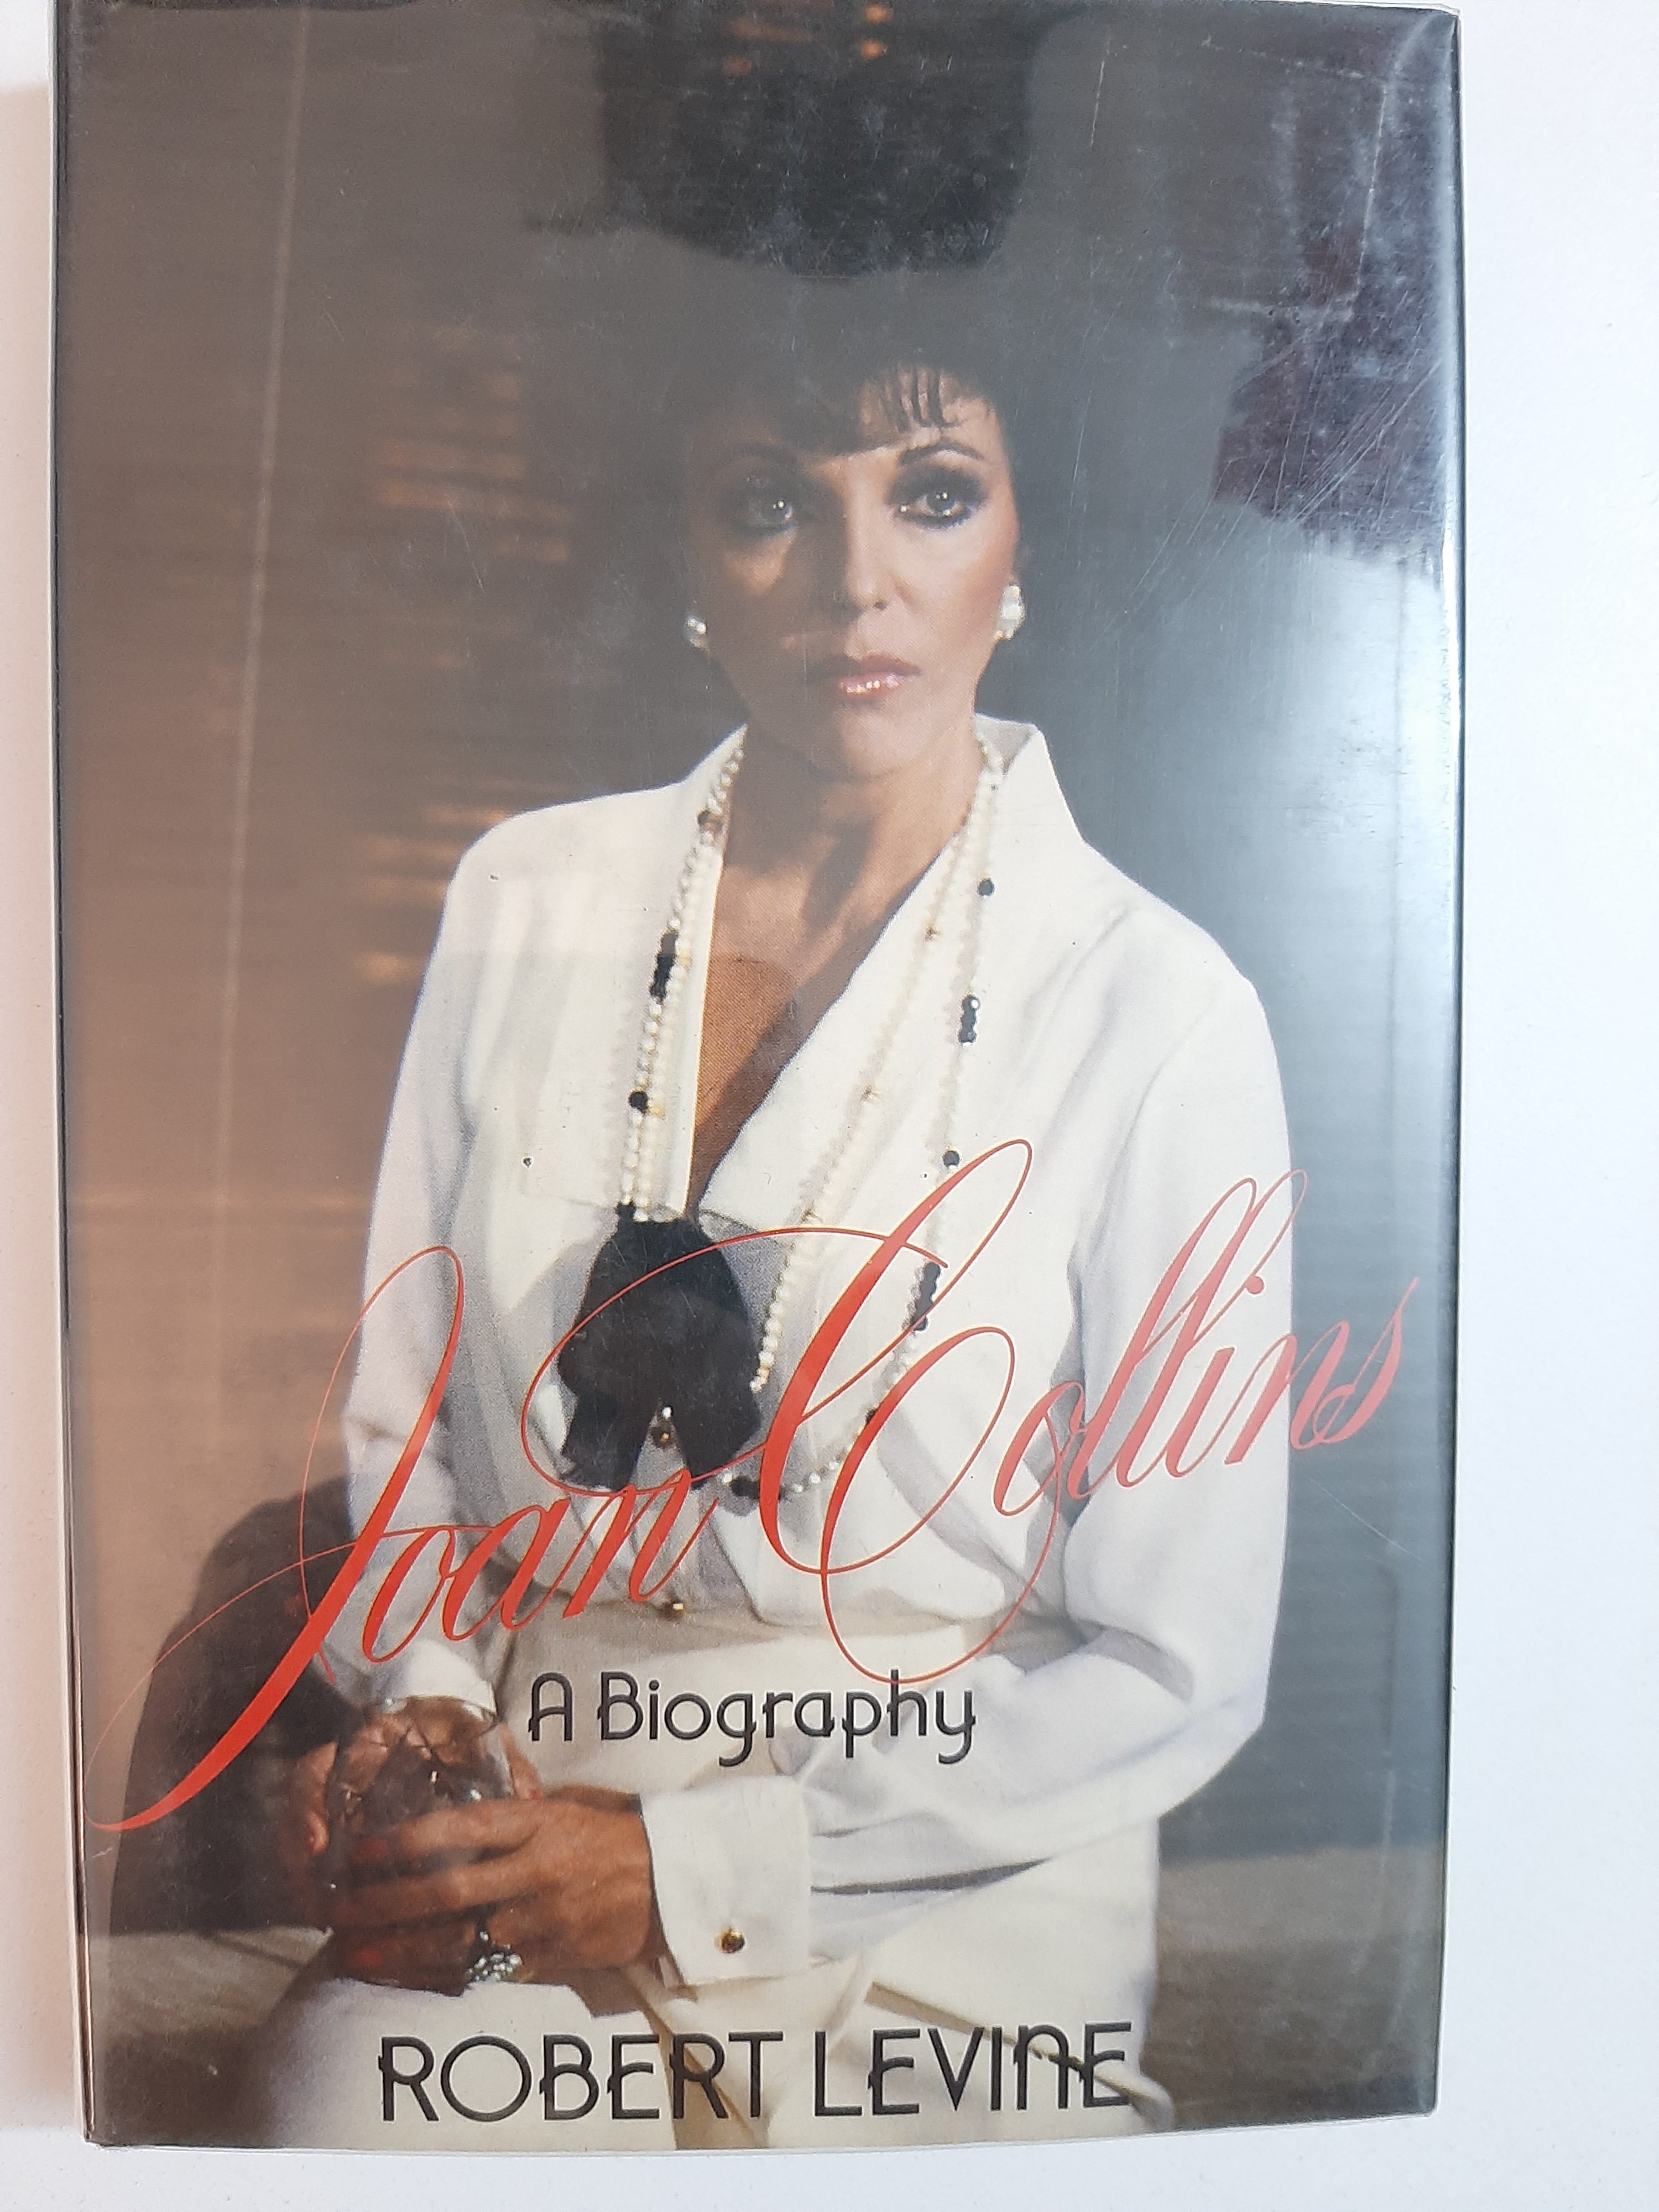 Joan Collins
A Biography
ROBERT LEVINE